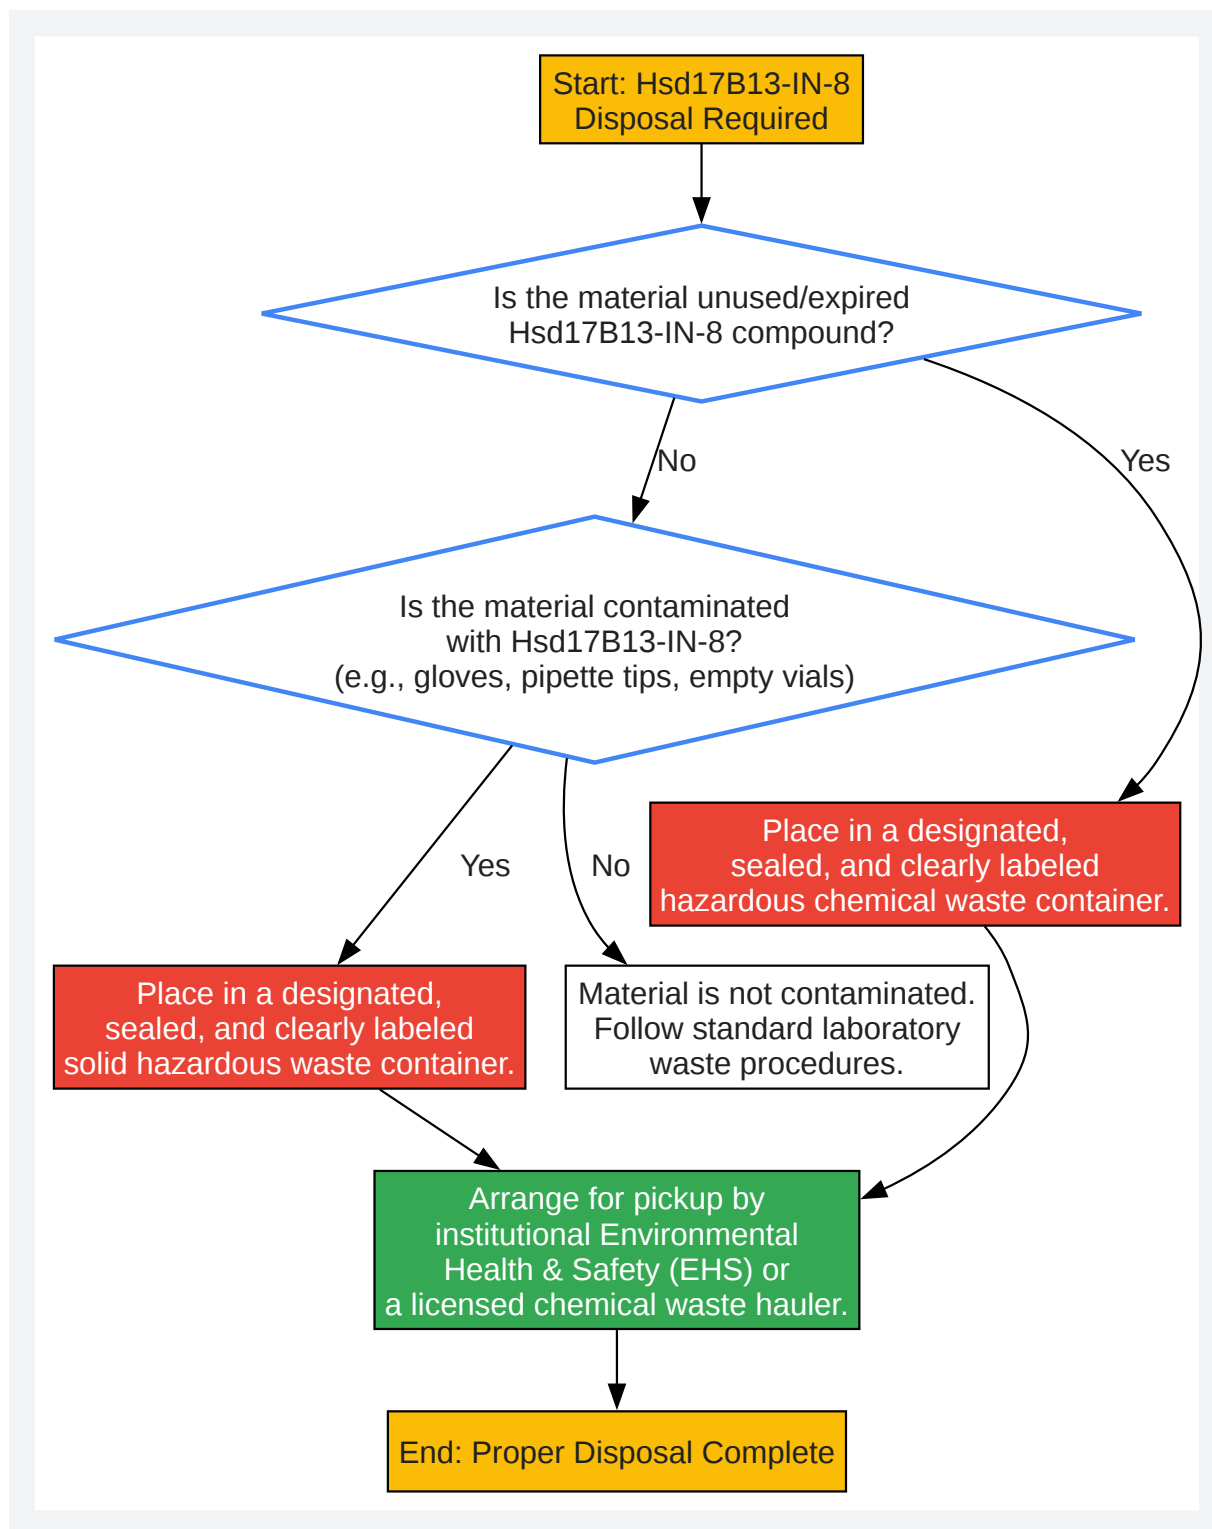 Start: Hsd17B13-IN-8
Disposal Required
Is the material unused/expired
Hsd17B13-IN-8 compound?
No
Yes
Is the material contaminated
with Hsd17B13-IN-8?
(e.g., gloves, pipette tips, empty vials)
Yes
No
Place in a designated,
sealed, and clearly labeled
hazardous chemical waste container.
Place in a designated,
sealed, and clearly labeled
solid hazardous waste container.
Material is not contaminated.
Follow standard laboratory
waste procedures.
Arrange for pickup by
institutional Environmental
Health & Safety (EHS) or
a licensed chemical waste hauler.
End: Proper Disposal Complete